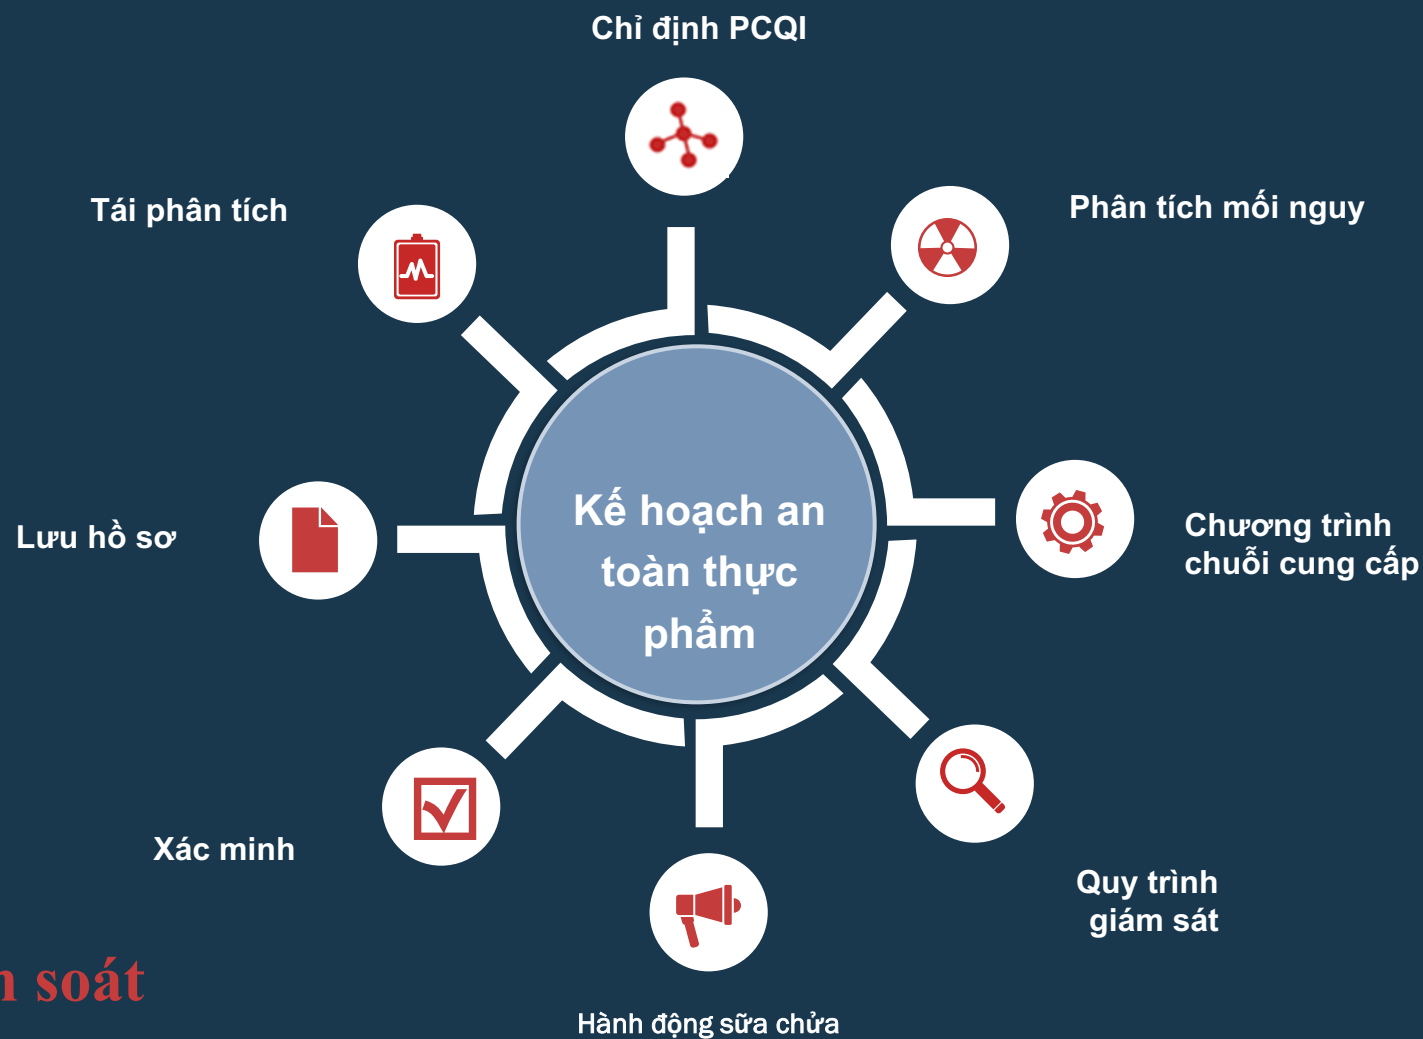 Chỉ định PCQI
Tái phân tích
Phân tích mối nguy
Kế hoạch an
toàn thực
phẩm
Lưu hồ sơ
Chương trình
chuỗi cung cấp
Xác minh
Quy trình
giám sát
soát
Hành động sữa chửa